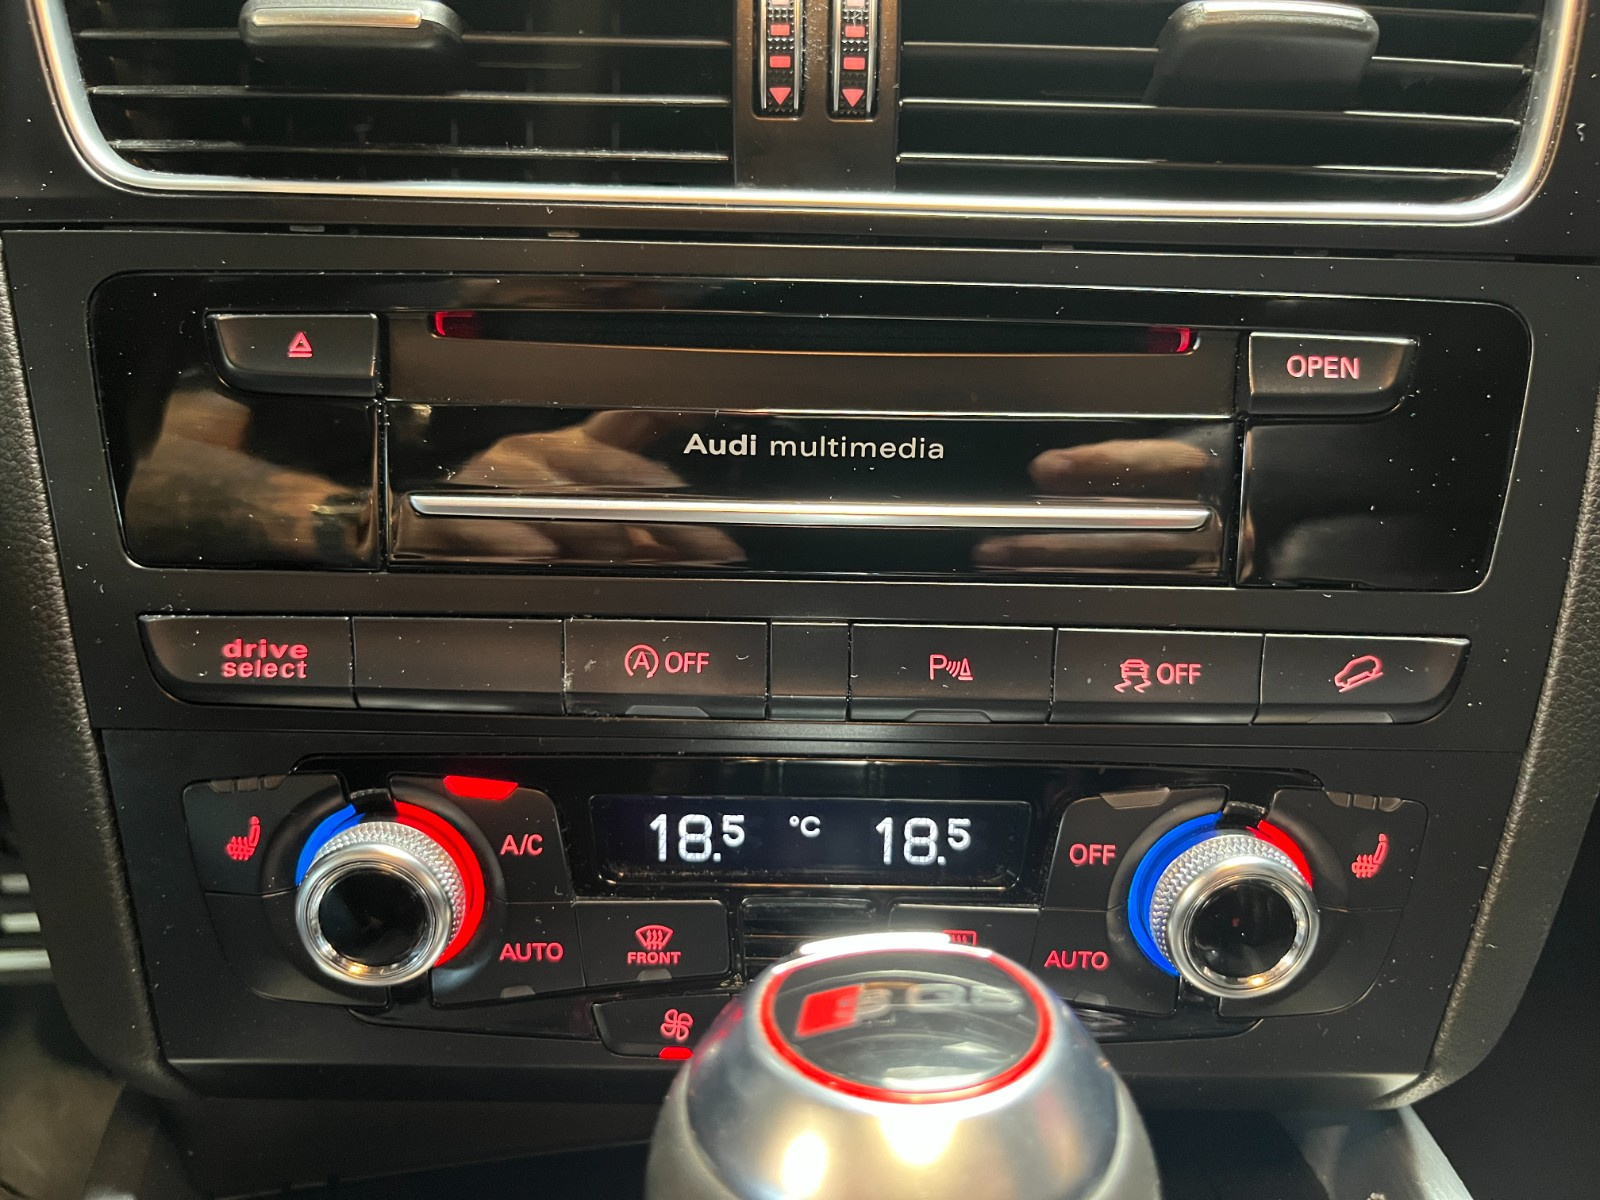 OPEN
Audi multimedia
drive
select
A OFF
P
OFF
18.5 °C 18.5
A/C
OFF
AUTO
FRONT
AUTO